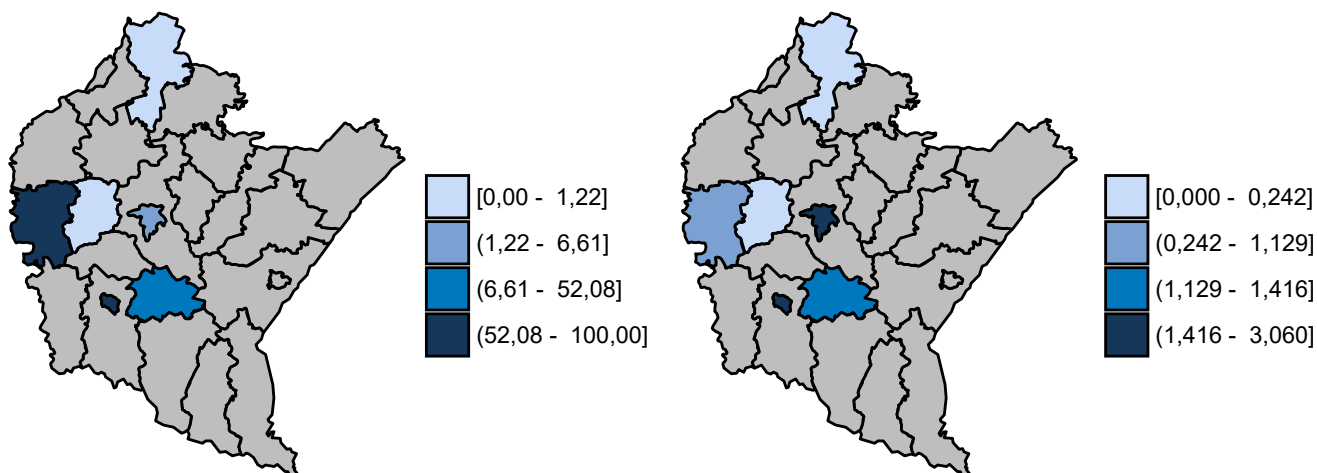 [0,00 - 1,22]
(1,22 - 6,61]
(6,61 - 52,08]
(52,08 - 100,00]
[0,000 - 0,242]
(0,242 - 1,129]
(1,129 - 1,416]
(1,416 - 3,060]